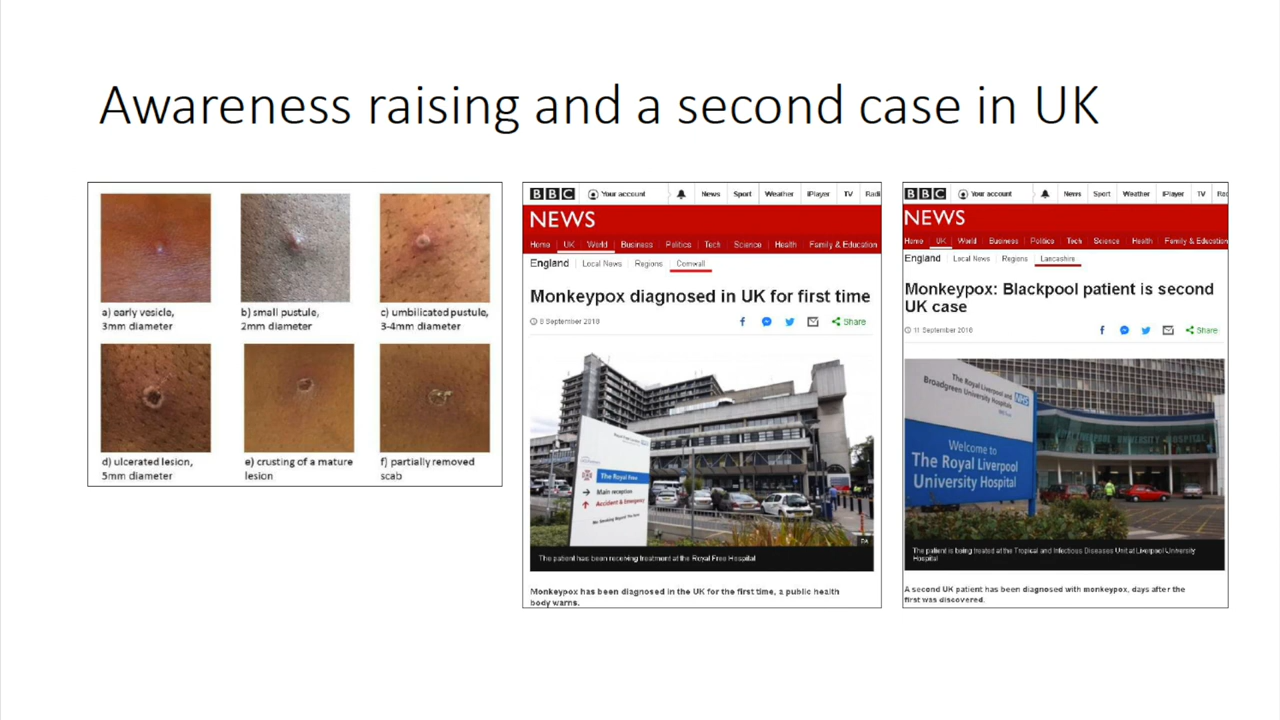 Awareness raising and a second case in UK
a) early vesicle,
3mm diameter
b) small pustule,
2mm diameter
c) umbilicated pustule,
3-4mm diameter
d) ulcerated lesion,
5mm diameter
e) crusting of a mature
lesion
f) partially removed
scab
BBC Your account News Sport Weather iPlayer TV Radi
NEWS
Home UK World Business Politics Tech Science Health Family & Education
England Local News Regions Cornwall
Monkeypox diagnosed in UK for first time
8 September 2018 Share
The Royal Free
Main reception
Accident & Emergency
PA
The patient has been receiving treatment at the Royal Free Hospital
Monkeypox has been diagnosed in the UK for the first time, a public health
body warns.
BBC Your account News Sport Weather iPlayer TV Rad
NEWS
Home UK World Business Politics Tech Science Health Family & Education
England Local News Regions Lancashire
Monkeypox: Blackpool patient is second
UK case
11 September 2018 Share
The Royal Liverpool and
Broadgreen University Hospitals
NHS
Welcome to
The Royal Liverpool
University Hospital
LIVERPOOL UNIVERSITY HOSPITAL
The patient is being treated at the Tropical and Infectious Diseases Unit at Liverpool University
Hospital
A second UK patient has been diagnosed with monkeypox, days after the
first was discovered.